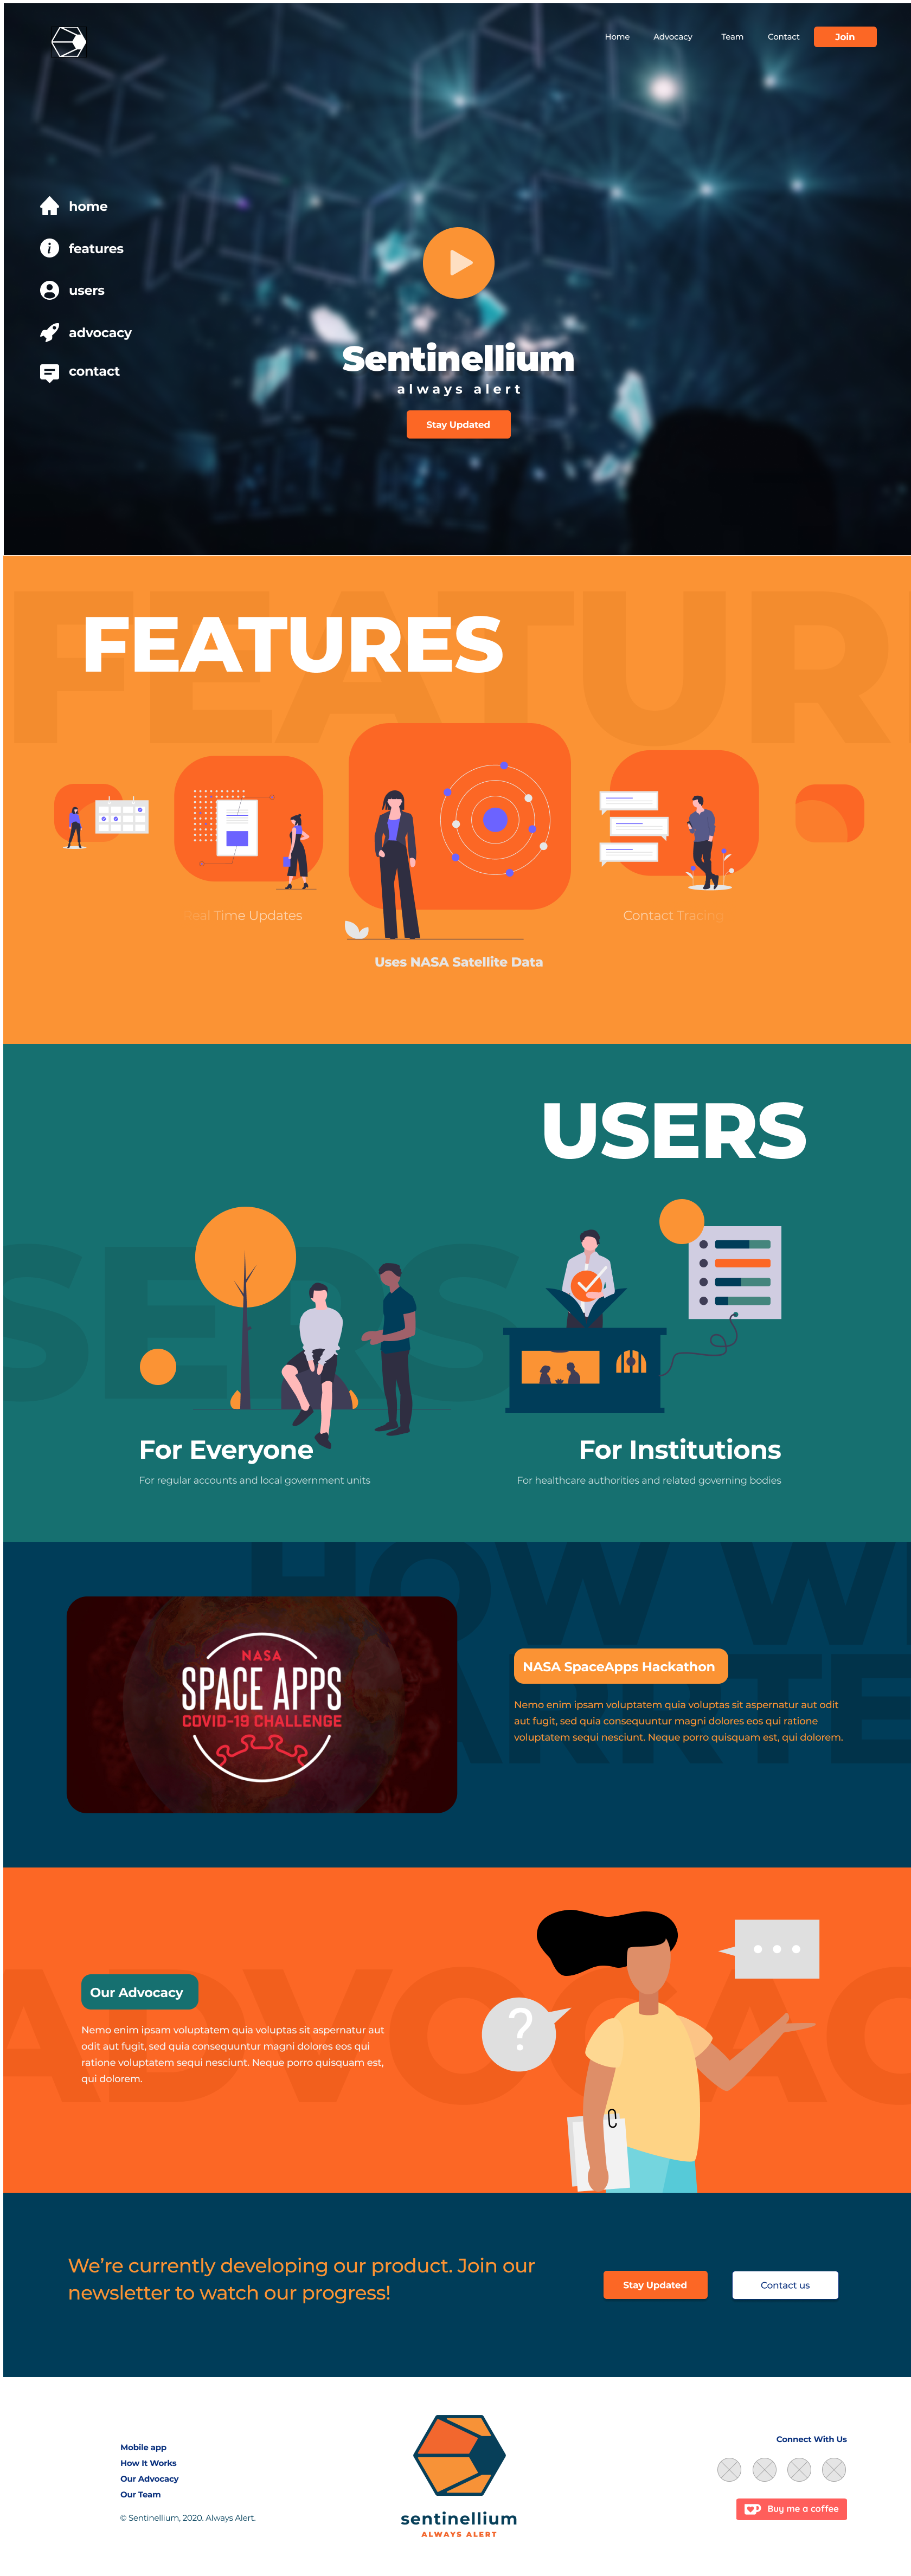 Home Advocacy Team Contact Join
home
features
users
advocacy
contact
Sentinellium
always alert
Stay Updated
FEATUR
FEATURES
Real Time Updates
Contact Tracing
Uses NASA Satellite Data
USERS
SERS
For Everyone
For regular accounts and local government units
For Institutions
For healthcare authorities and related governing bodies
HOW WE
NASA
SPACE APPS
COVID-19 CHALLENGE
NASA SpaceApps Hackathon
Nemo enim ipsam voluptatem quia voluptas sit aspernatur aut odit
aut fugit, sed quia consequuntur magni dolores eos qui ratione
voluptatem sequi nesciunt. Neque porro quisquam est, qui dolorem.
ADVOCAC
?
Our Advocacy
Nemo enim ipsam voluptatem quia voluptas sit aspernatur aut
odit aut fugit, sed quia consequuntur magni dolores eos qui
ratione voluptatem sequi nesciunt. Neque porro quisquam est,
qui dolorem.
We’re currently developing our product. Join our
newsletter to watch our progress!
Stay Updated
Contact us
Mobile app
How It Works
Our Advocacy
Our Team
© Sentinellium, 2020. Always Alert.
sentinellium
ALWAYS ALERT
Connect With Us
Buy me a coffee